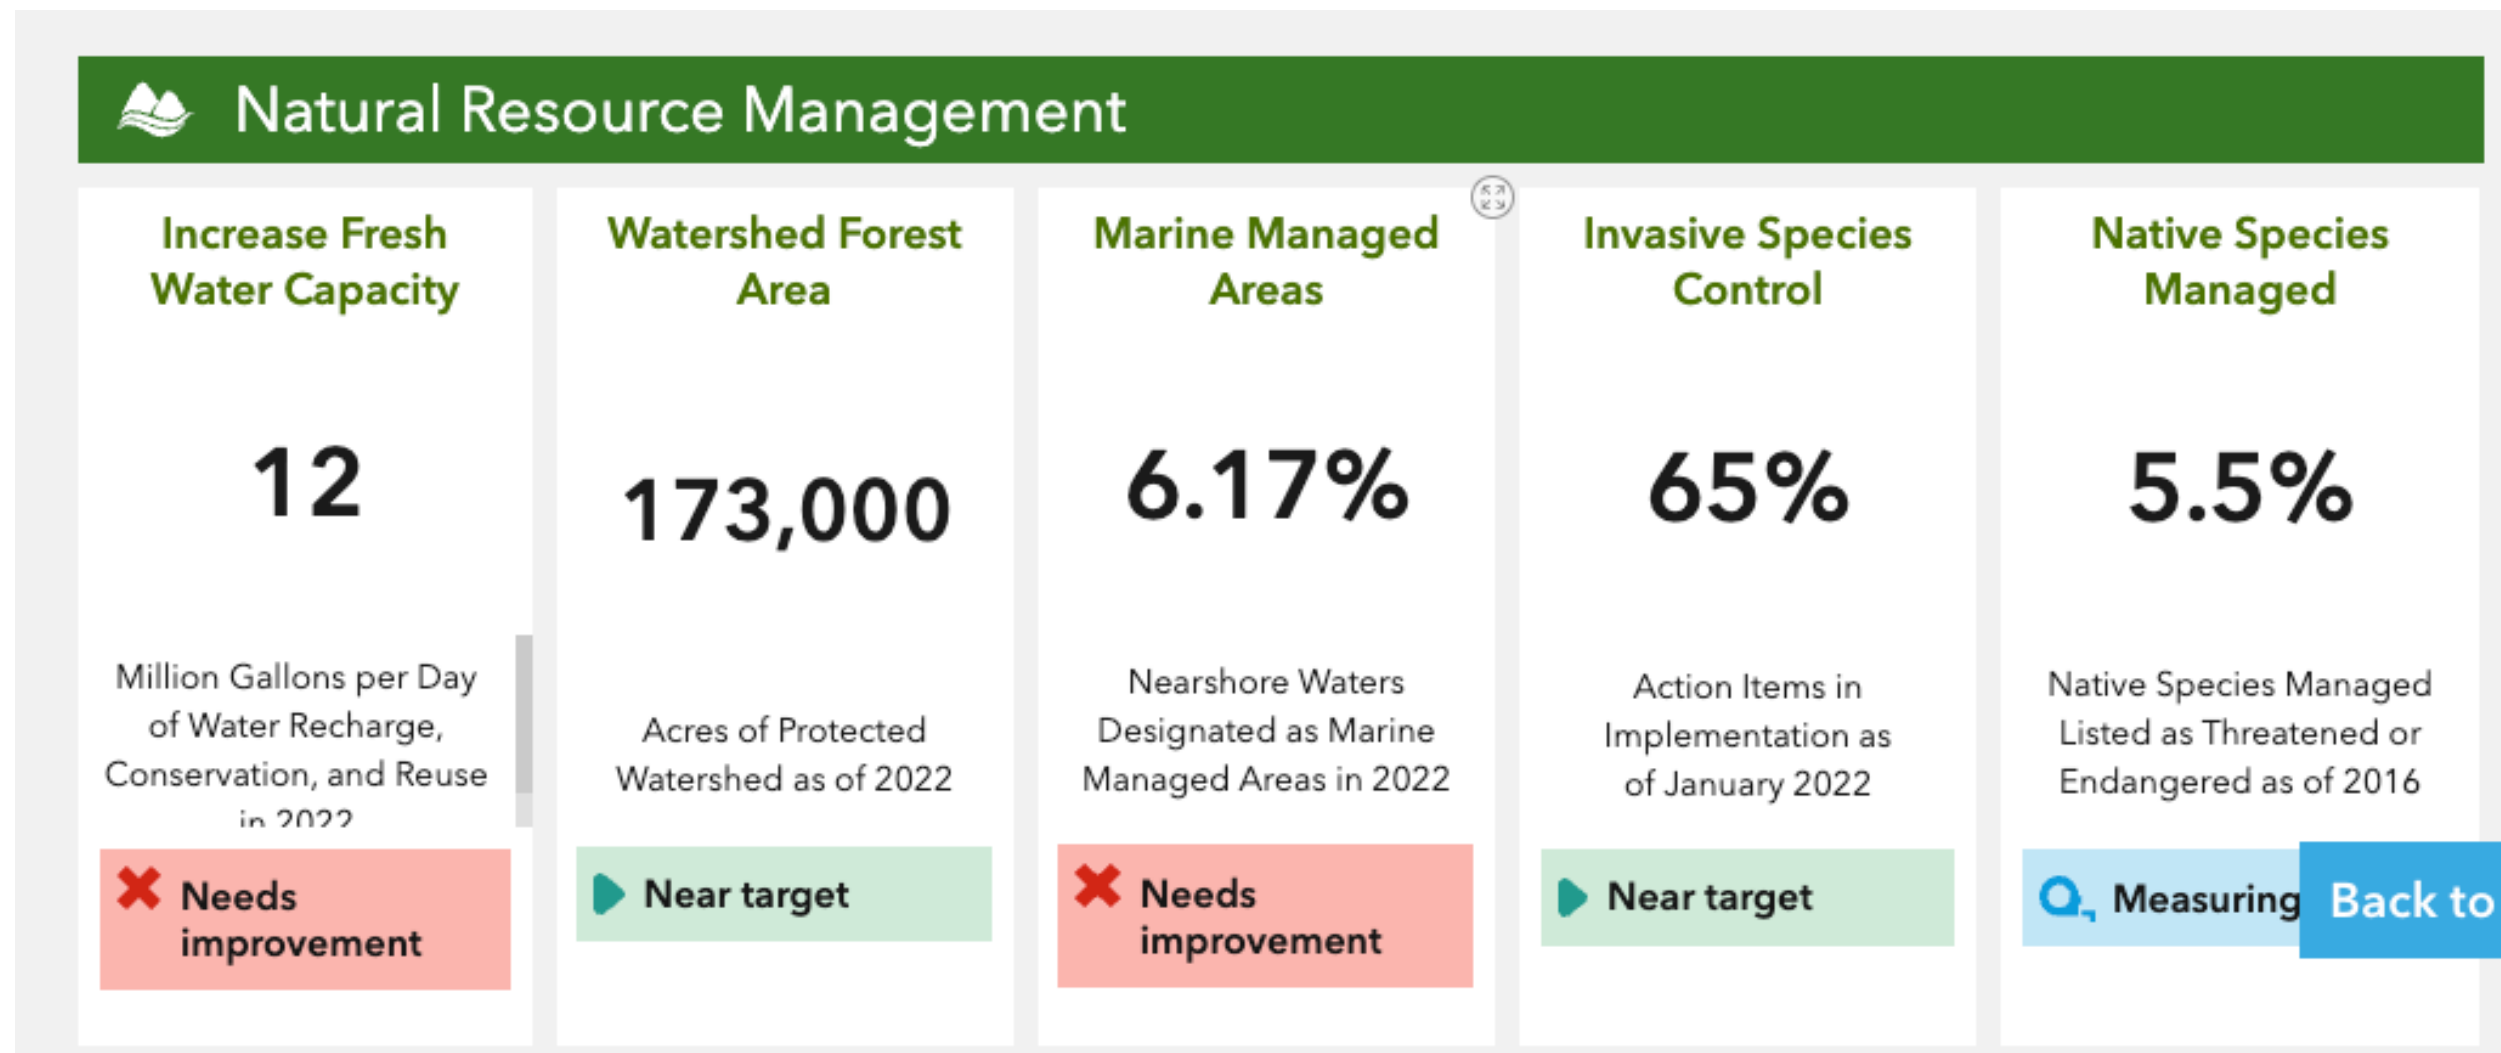 Natural Resource Management
Increase Fresh
Water Capacity
12
Million Gallons per Day
of Water Recharge,
Conservation, and Reuse
in 2022
Needs
improvement
Watershed Forest
Area
173,000
Acres of Protected
Watershed as of 2022
Near target
Marine Managed
Areas
6.17%
Nearshore Waters
Designated as Marine
Managed Areas in 2022
Needs
improvement
Invasive Species
Control
65%
Action Items in
Implementation as
of January 2022
Near target
Native Species
Managed
5.5%
Native Species Managed
Listed as Threatened or
Endangered as of 2016
Measuring
Back to